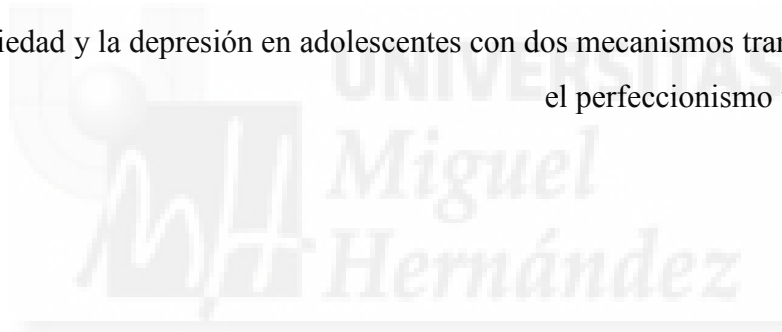 iedad y la depresión en adolescentes con dos mecanismos tran
el perfeccionismo
UNIVERSITAS
Miguel
Hernández